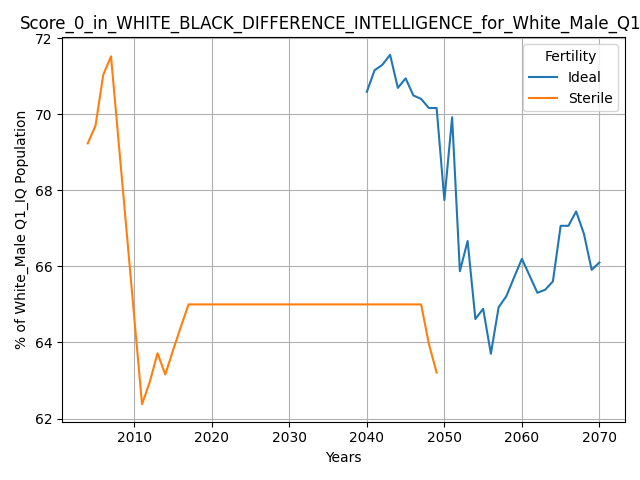 Score_0_in_WHITE_BLACK_DIFFERENCE_INTELLIGENCE_for_White_Male_Q1
72
70
68
66
64
62
% of White_Male Q1_IQ Population
Fertility
Ideal
Sterile
2010 2020 2030 2040 2050 2060 2070
Years